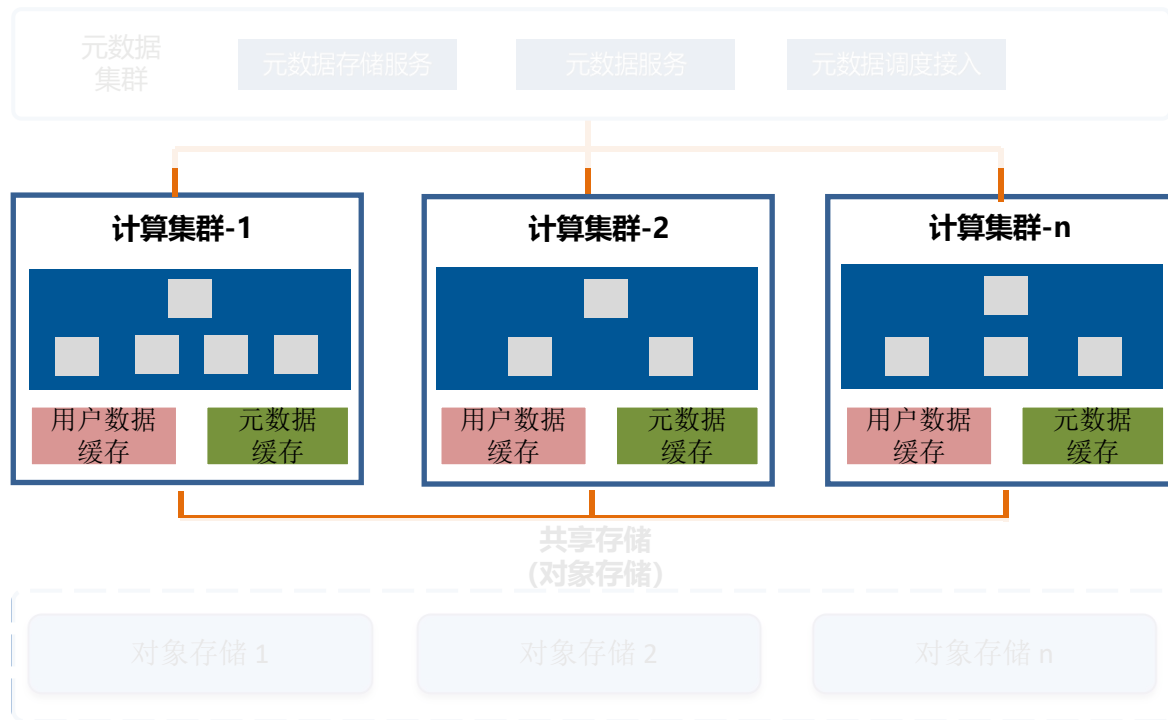 元数据
集群
元数据存储服务
元数据服务
元数据调度接入
计算集群-1
计算集群-2
计算集群-n
用户数据
缓存
元数据
缓存
用户数据
缓存
元数据
缓存
用户数据
缓存
元数据
缓存
共享存储
(对象存储)
对象存储 1
对象存储 2
对象存储 n